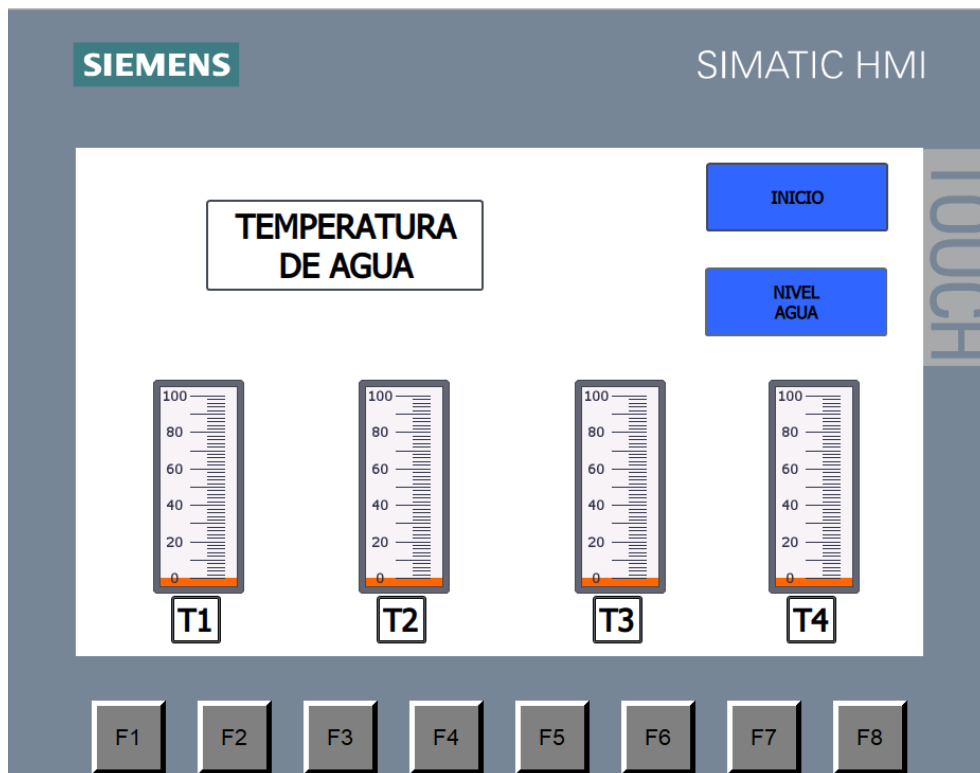 SIEMENS
SIMATIC HMI
TOUCH
INICIO
TEMPERATURA
DE AGUA
NIVEL
AGUA
100 100 100 100
80 80 80 80
60 60 60 60
40 40 40 40
20 20 20 20
0 0 0 0
T1 T2 T3 T4
F1 F2 F3 F4 F5 F6 F7 F8